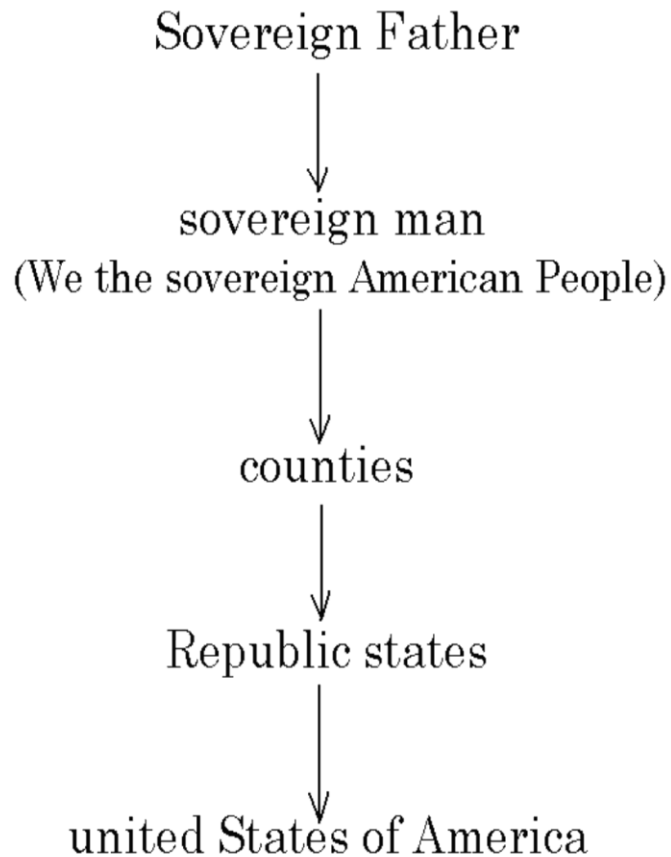 Sovereign Father
sovereign man
(We the sovereign American People)
counties
Republic states
united States of America